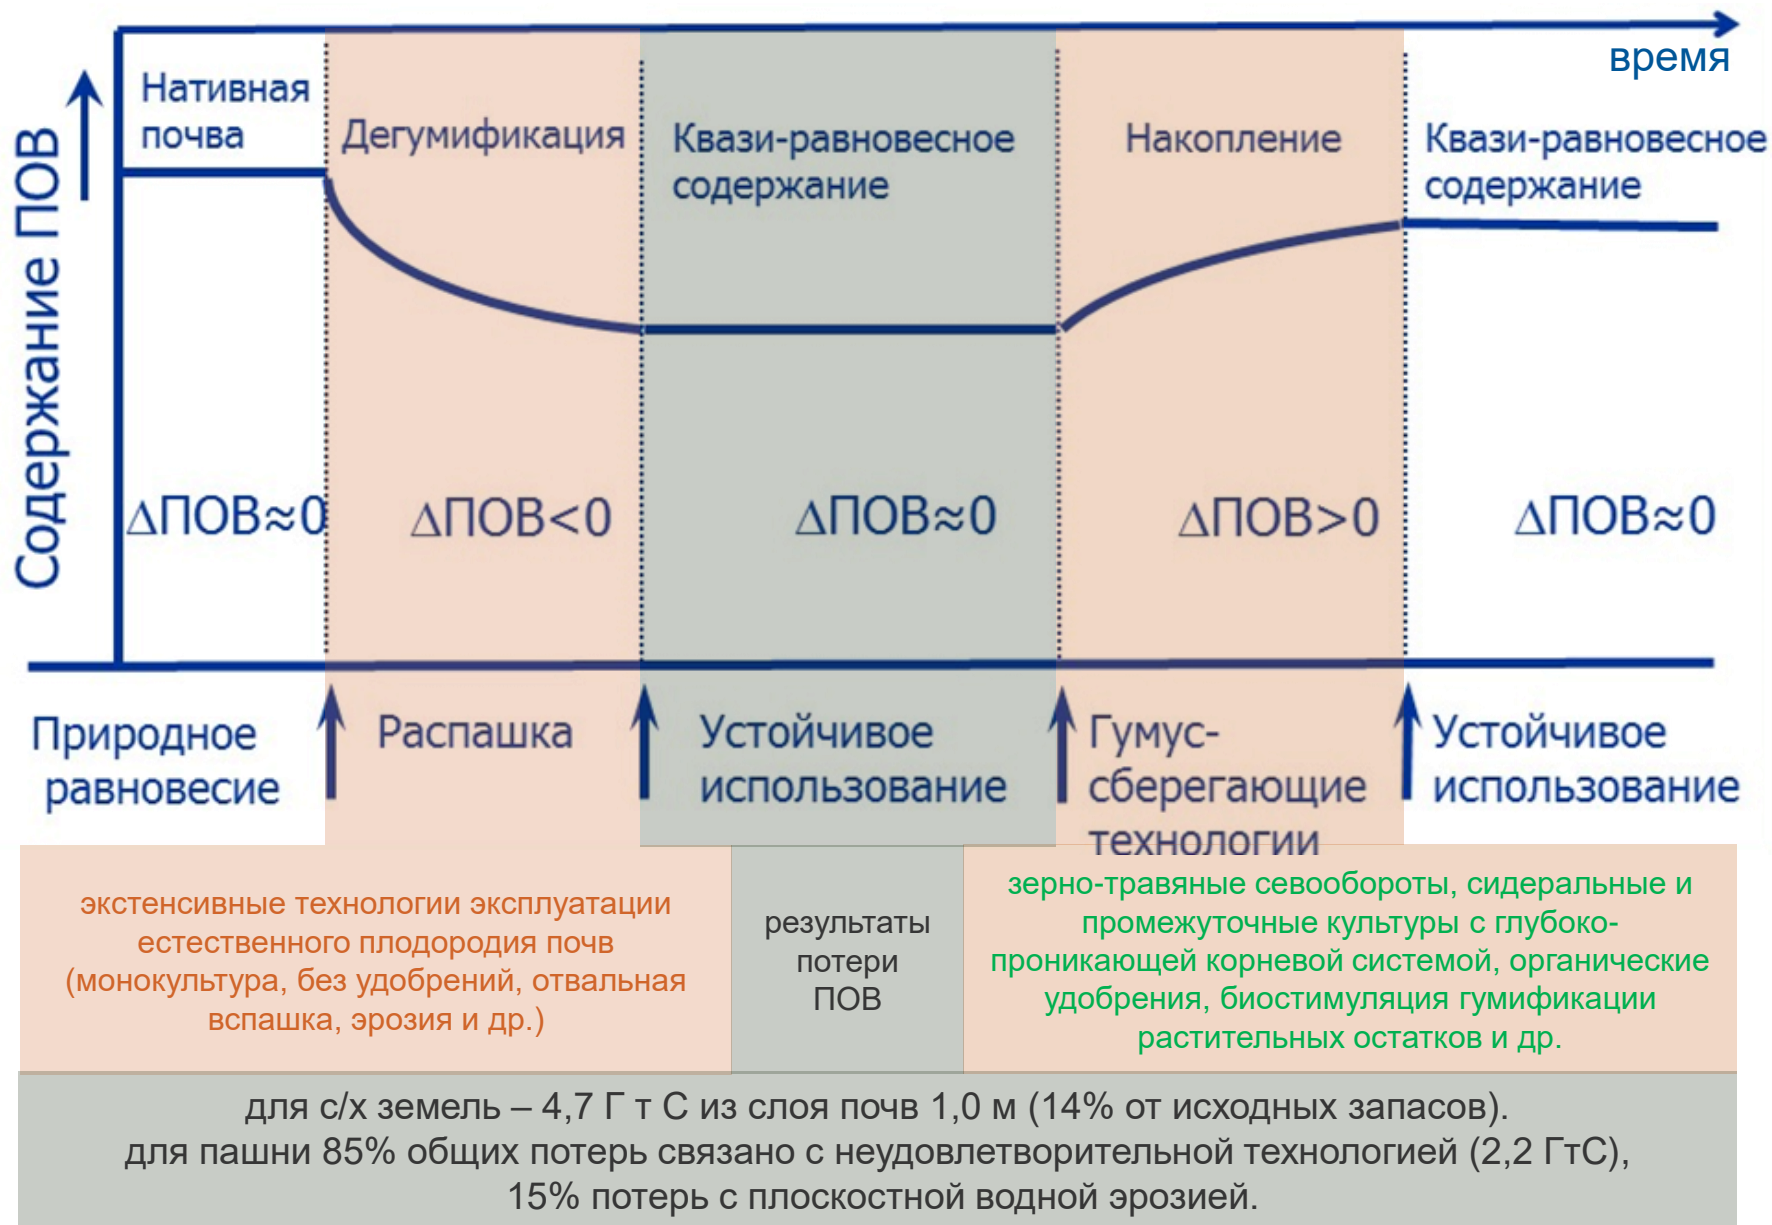 время
Содержание ПОВ
Нативная
почва
Дегумификация
Квази-равновесное
содержание
Накопление
Квази-равновесное
содержание
ΔПОВ≈0
ΔПОВ<0
ΔПОВ≈0
ΔПОВ>0
ΔПОВ≈0
Природное
равновесие
Распашка
Устойчивое
использование
Гумус-
сберегающие
технологии
Устойчивое
использование
экстенсивные технологии эксплуатации
естественного плодородия почв
(монокультура, без удобрений, отвальная
вспашка, эрозия и др.)
результаты
потери
ПОВ
зерно-травяные севообороты, сидеральные и
промежуточные культуры с глубоко-
проникающей корневой системой, органические
удобрения, биостимуляция гумификации
растительных остатков и др.
для с/х земель – 4,7 Г т С из слоя почв 1,0 м (14% от исходных запасов).
для пашни 85% общих потерь связано с неудовлетворительной технологией (2,2 ГтС),
15% потерь с плоскостной водной эрозией.